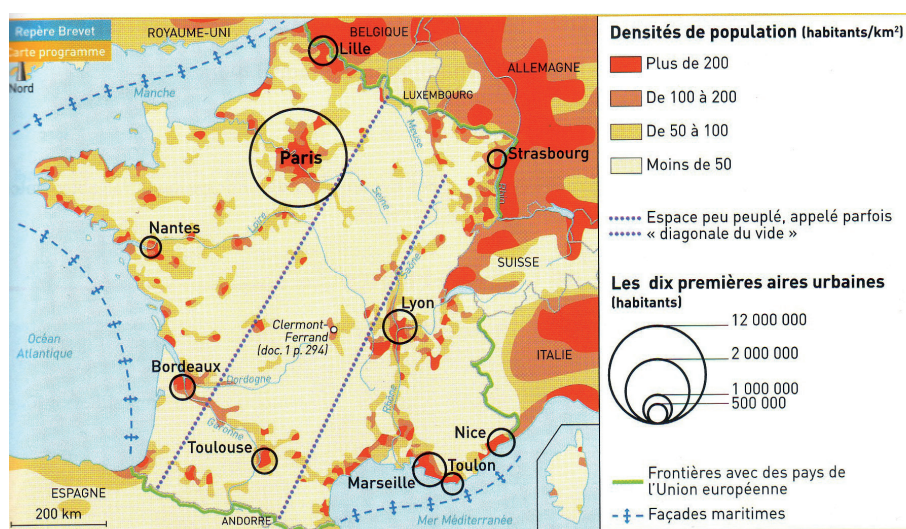 Repère Brevet
Carte programme
Nord
ROYAUME-UNI
BELGIQUE
Lille
ALLEMAGNE
Manche
LUXEMBOURG
Meuse
Paris
Strasbourg
Seine
Rhin
Nantes
Loire
Saône
SUISSE
Océan
Atlantique
Clermont-
Ferrand
(doc. 1 p. 294)
Lyon
Bordeaux
Dordogne
ITALIE
Rhône
Garonne
Toulouse
Nice
Marseille
Toulon
ESPAGNE
200 km
ANDORRE
Mer Méditerranée
Densités de population (habitants/km²)
Plus de 200
De 100 à 200
De 50 à 100
Moins de 50
Espace peu peuplé, appelé parfois
« diagonale du vide »
Les dix premières aires urbaines
(habitants)
12 000 000
2 000 000
1 000 000
500 000
Frontières avec des pays de
l'Union européenne
Façades maritimes